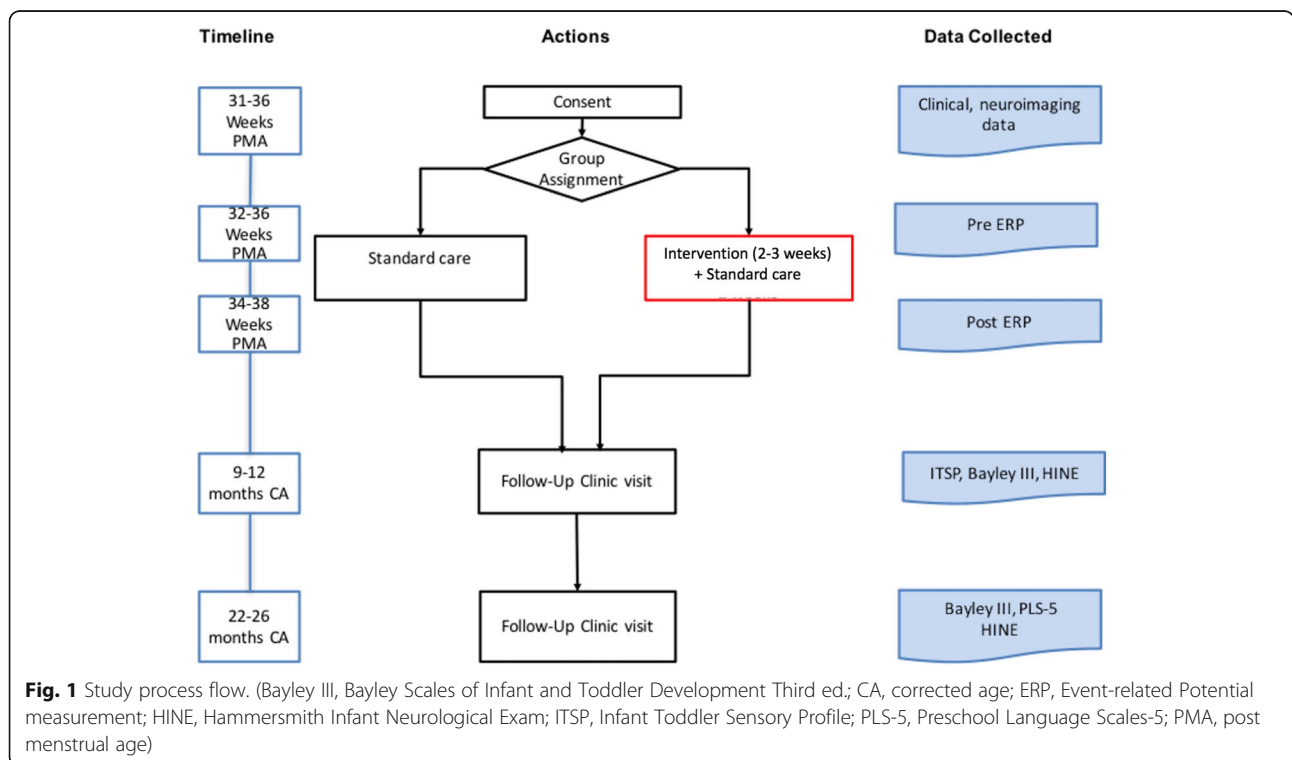 Timeline Actions Data Collected
31-36
Weeks
PMA
Consent
Clinical, neuroimaging
data
Group
Assignment
32-36
Weeks
PMA
Standard care
Intervention (2-3 weeks)
+ Standard care
Pre ERP
34-38
Weeks
PMA
Post ERP
9-12
months CA
Follow-Up Clinic visit
ITSP, Bayley III, HINE
22-26
months CA
Follow-Up Clinic visit
Bayley III, PLS-5
HINE
Fig. 1 Study process flow. (Bayley III, Bayley Scales of Infant and Toddler Development Third ed.; CA, corrected age; ERP, Event-related Potential
measurement; HINE, Hammersmith Infant Neurological Exam; ITSP, Infant Toddler Sensory Profile; PLS-5, Preschool Language Scales-5; PMA, post
menstrual age)